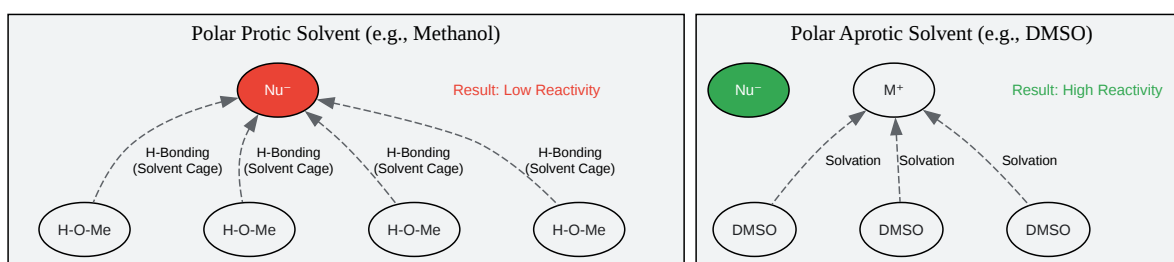 Polar Protic Solvent (e.g., Methanol)
Nu⁻
Result: Low Reactivity
H-Bonding
(Solvent Cage)
H-Bonding
(Solvent Cage)
H-Bonding
(Solvent Cage)
H-Bonding
(Solvent Cage)
H-O-Me
H-O-Me
H-O-Me
H-O-Me
Polar Aprotic Solvent (e.g., DMSO)
Nu⁻
M⁺
Result: High Reactivity
Solvation
Solvation
Solvation
DMSO
DMSO
DMSO